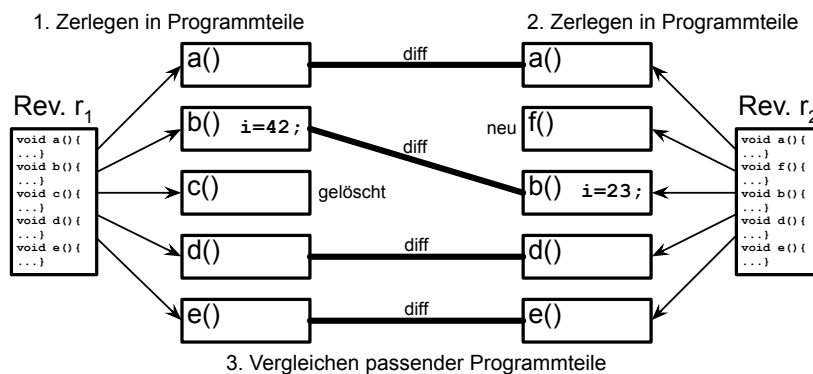 1. Zerlegen in Programmteile
2. Zerlegen in Programmteile
Rev. r1
void a(){
...}
void b(){
...}
void c(){
...}
void d(){
...}
void e(){
...}
a()
b() i=42;
c()
gelöscht
d()
e()
diff
diff
diff
diff
a()
neu
f()
b() i=23;
d()
e()
Rev. r2
void a(){
...}
void f(){
...}
void b(){
...}
void d(){
...}
void e(){
...}
3. Vergleichen passender Programmteile